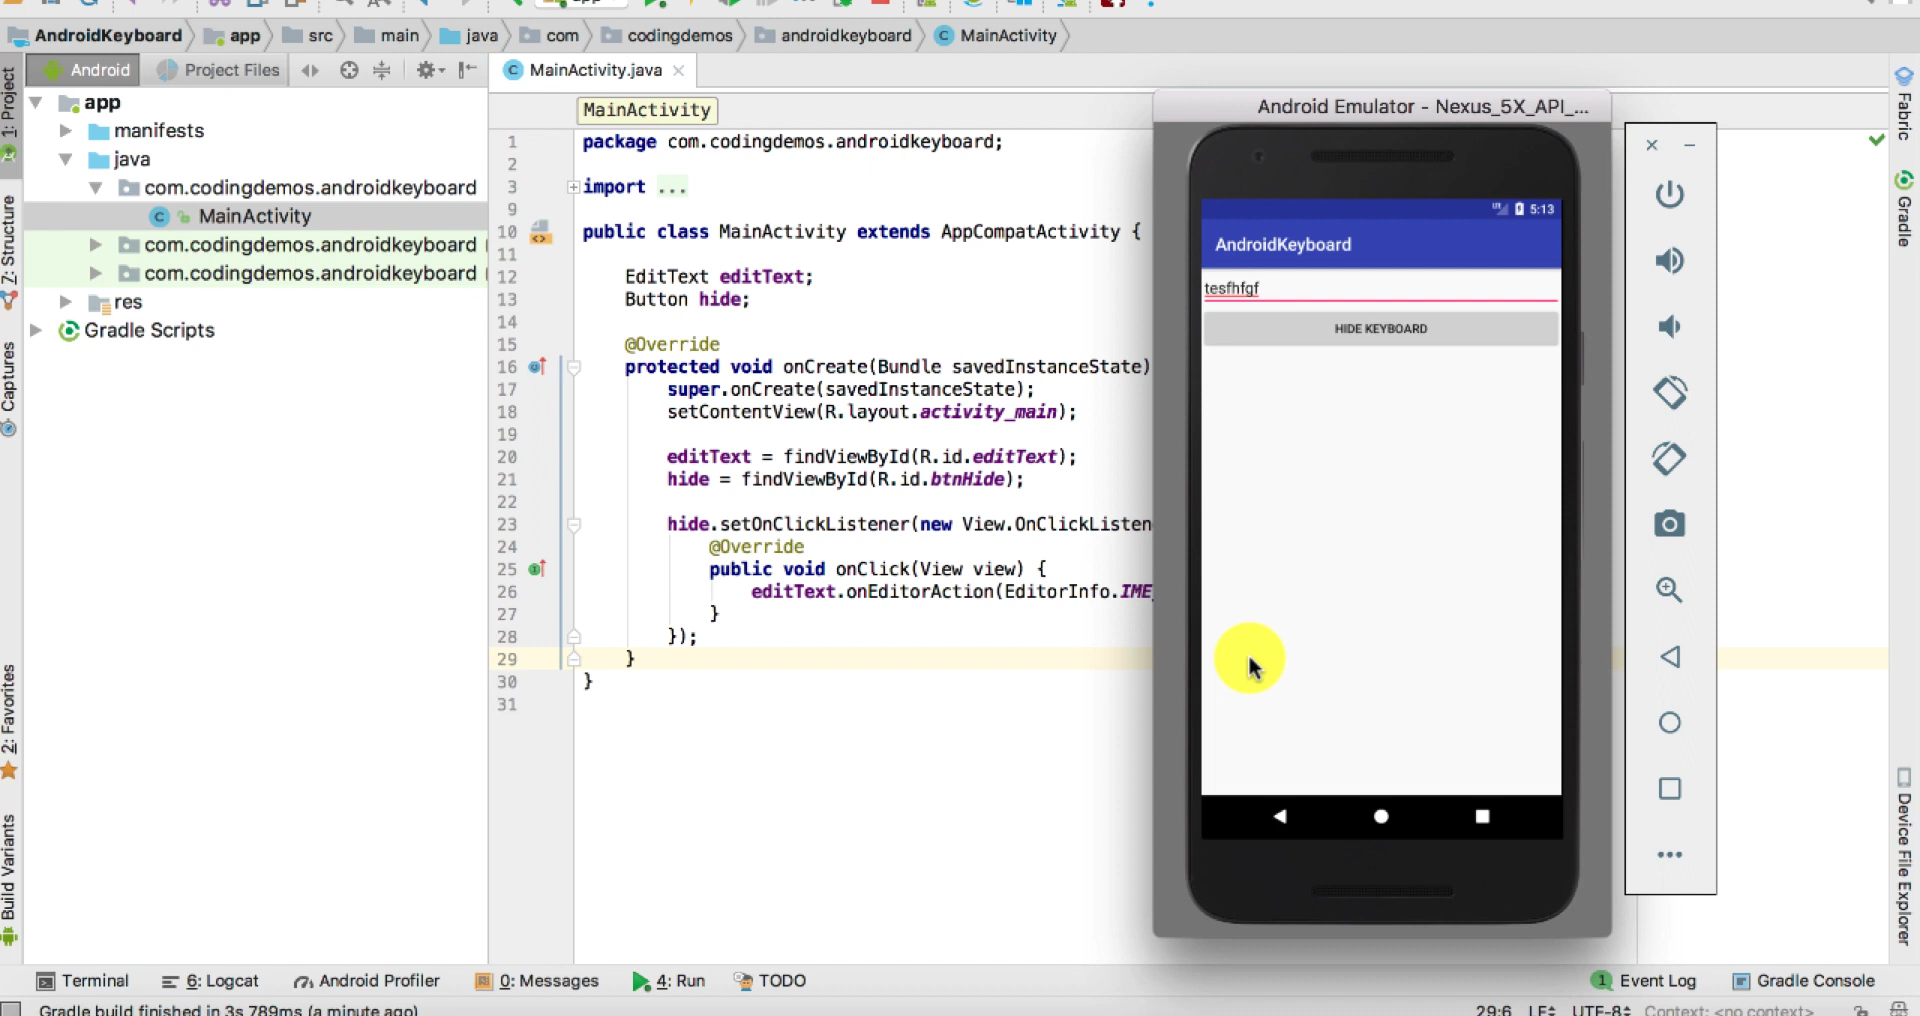 AndroidKeyboard app src main java com codingdemos androidkeyboard MainActivity
Android Project Files
MainActivity.java
app
manifests
java
com.codingdemos.androidkeyboard
MainActivity
com.codingdemos.androidkeyboard
com.codingdemos.androidkeyboard
res
Gradle Scripts
1: Project
7: Structure
Captures
2: Favorites
Build Variants
MainActivity
1 package com.codingdemos.androidkeyboard;
2
3 import ...
9
10 public class MainActivity extends AppCompatActivity {
11
12 EditText editText;
13 Button hide;
14
15 @Override
16 protected void onCreate(Bundle savedInstanceState)
17 super.onCreate(savedInstanceState);
18 setContentView(R.layout.activity_main);
19
20 editText = findViewById(R.id.editText);
21 hide = findViewById(R.id.btnHide);
22
23 hide.setOnClickListener(new View.OnClickListen
24 @Override
25 public void onClick(View view) {
26 editText.onEditorAction(EditorInfo.IME_
27 }
28 });
29 }
30 }
31
Android Emulator - Nexus_5X_API_...
5:13
AndroidKeyboard
tesfhfgf
HIDE KEYBOARD
Fabric
Gradle
Device File Explorer
Terminal 6: Logcat Android Profiler 0: Messages 4: Run TODO
1 Event Log Gradle Console
Gradle build finished in 3s 789ms (a minute ago)
29:6 LF UTF-8 Context: <no context>